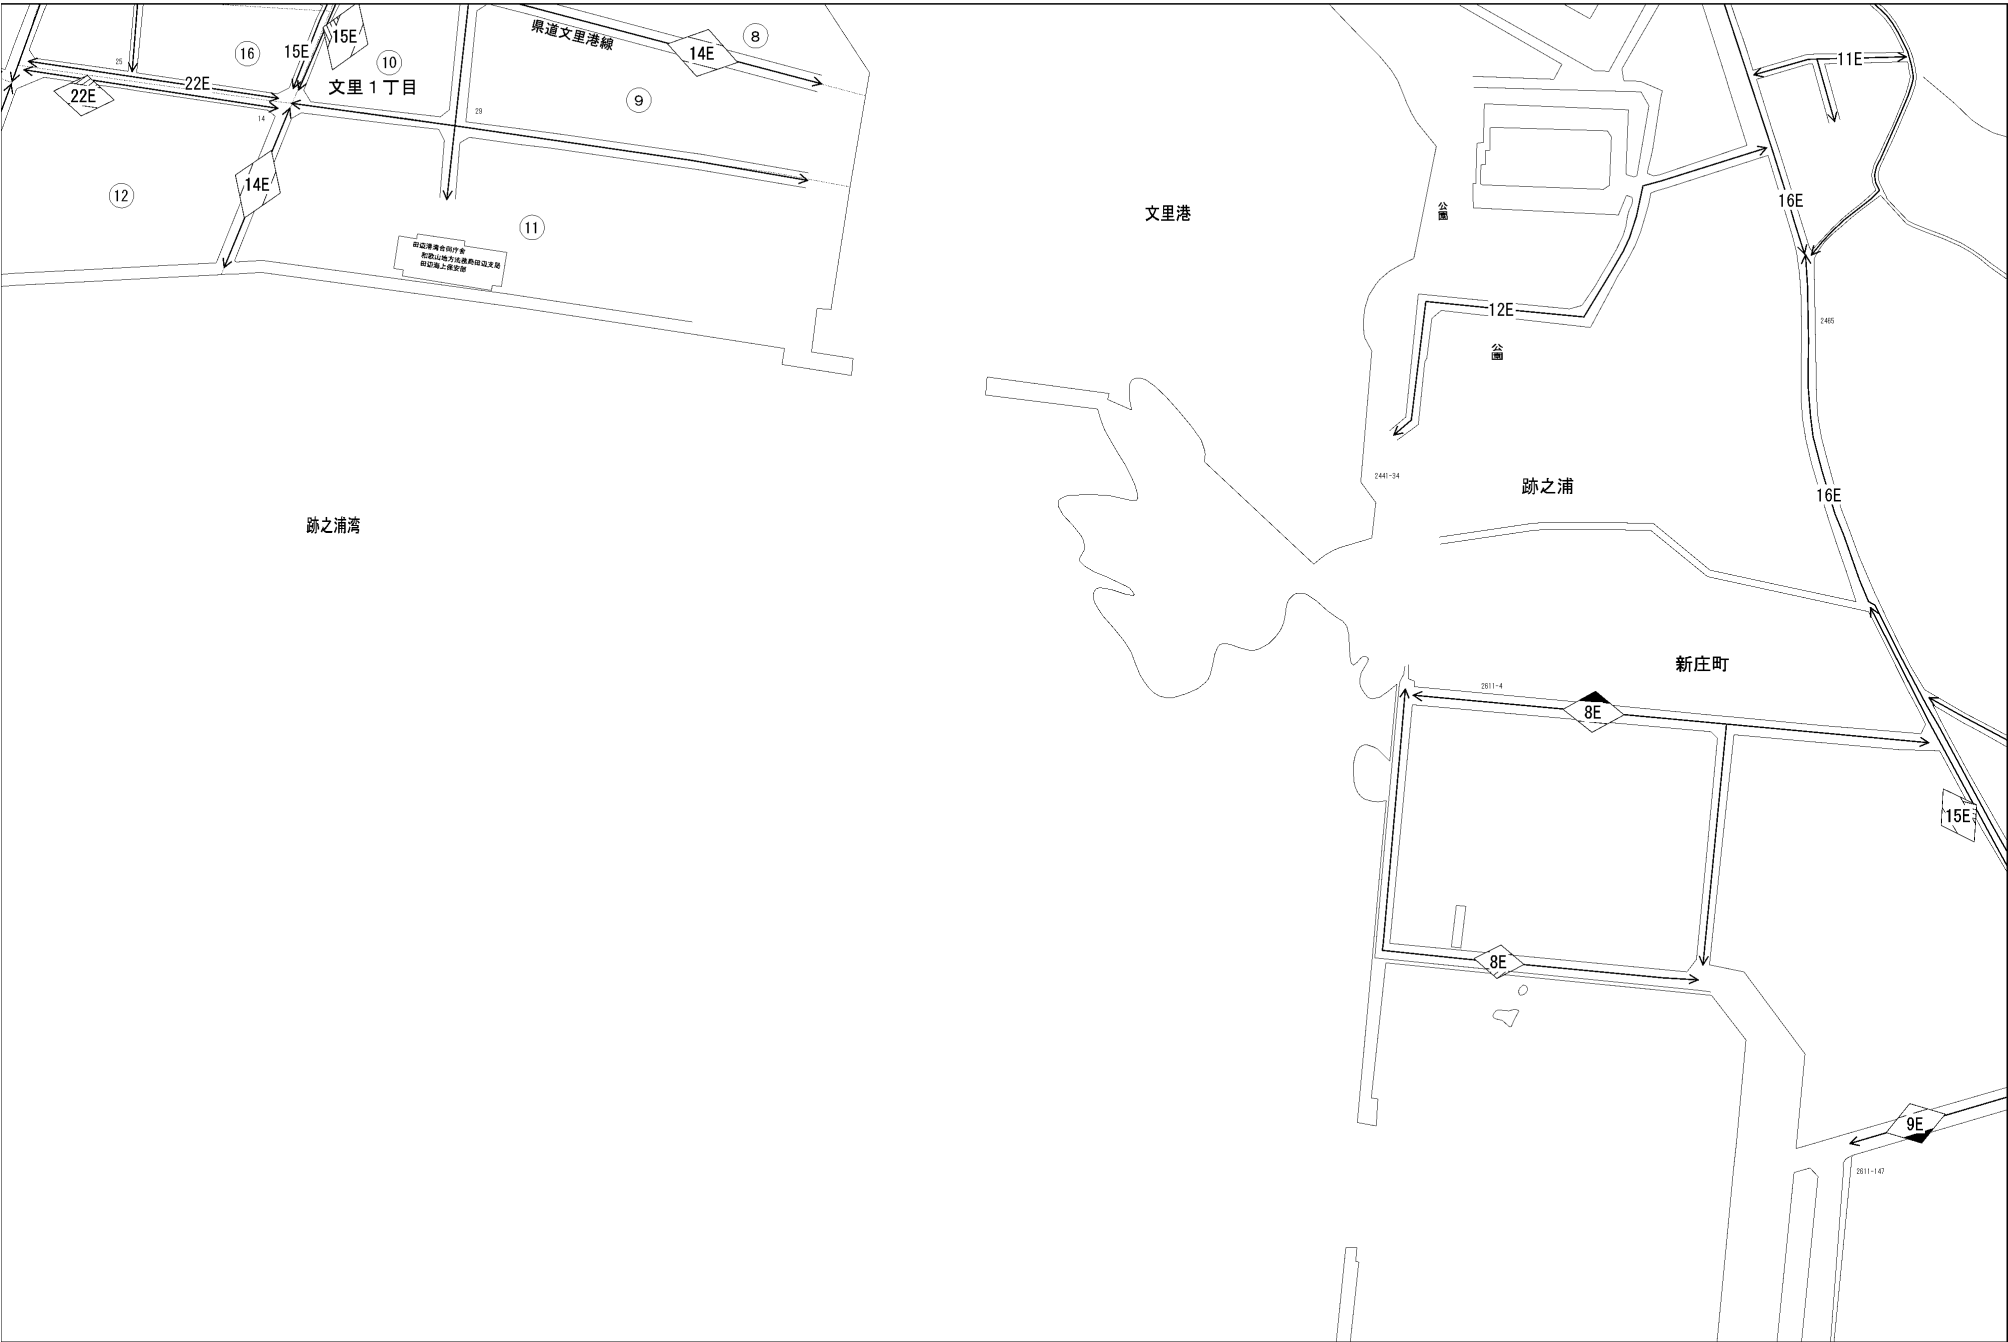 県道文里港線
14E
⑧
⑯
15E
15E
⑩
文里1丁目
25
22E
22E
⑨
29
14
14E
⑫
⑪
田辺港湾合同庁舎
和歌山地方法務局田辺支局
田辺海上保安部
文里港
公園
11E
16E
12E
公園
2465
2441-34
跡之浦
16E
跡之浦湾
新庄町
2611-4
8E
15E
8E
9E
2611-147